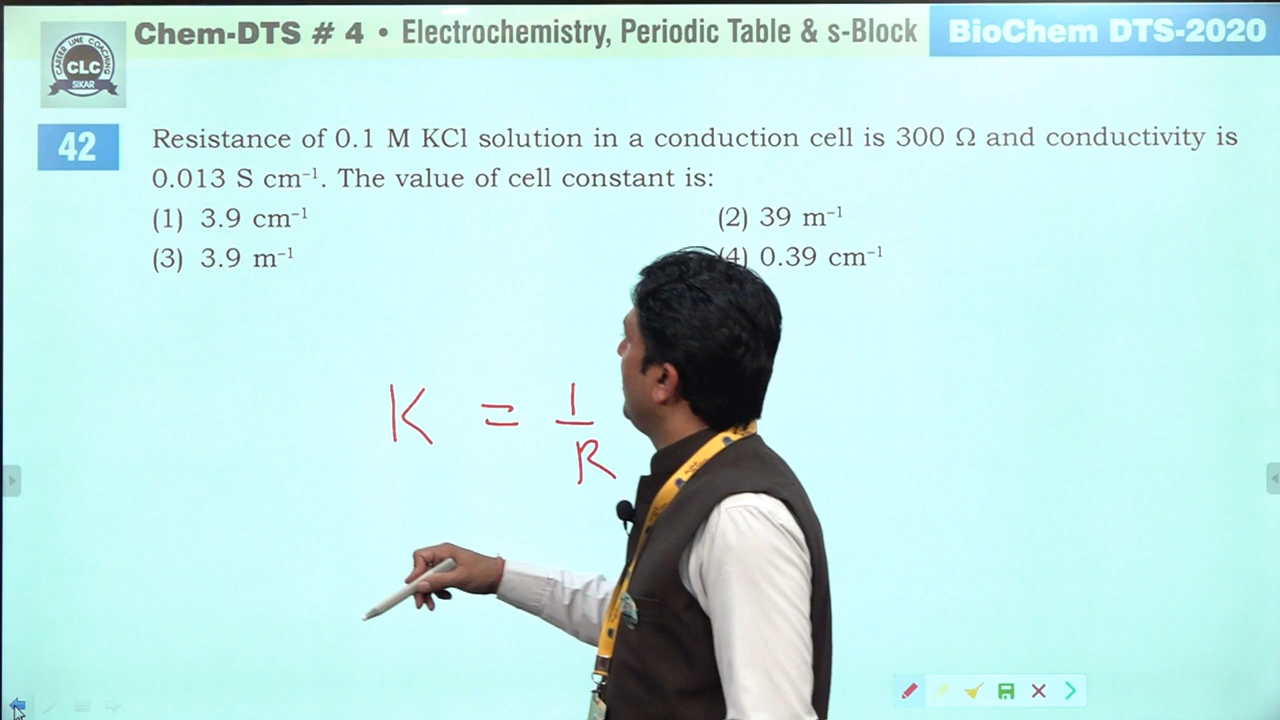 Chem-DTS # 4 • Electrochemistry, Periodic Table & s-Block
BioChem DTS-2020
CAREER LINE COACHING
CLC
SIKAR
42
Resistance of 0.1 M KCl solution in a conduction cell is 300 Ω and conductivity is
0.013 S cm⁻¹. The value of cell constant is:
(1) 3.9 cm⁻¹
(2) 39 m⁻¹
(3) 3.9 m⁻¹
(4) 0.39 cm⁻¹
K = 1/R